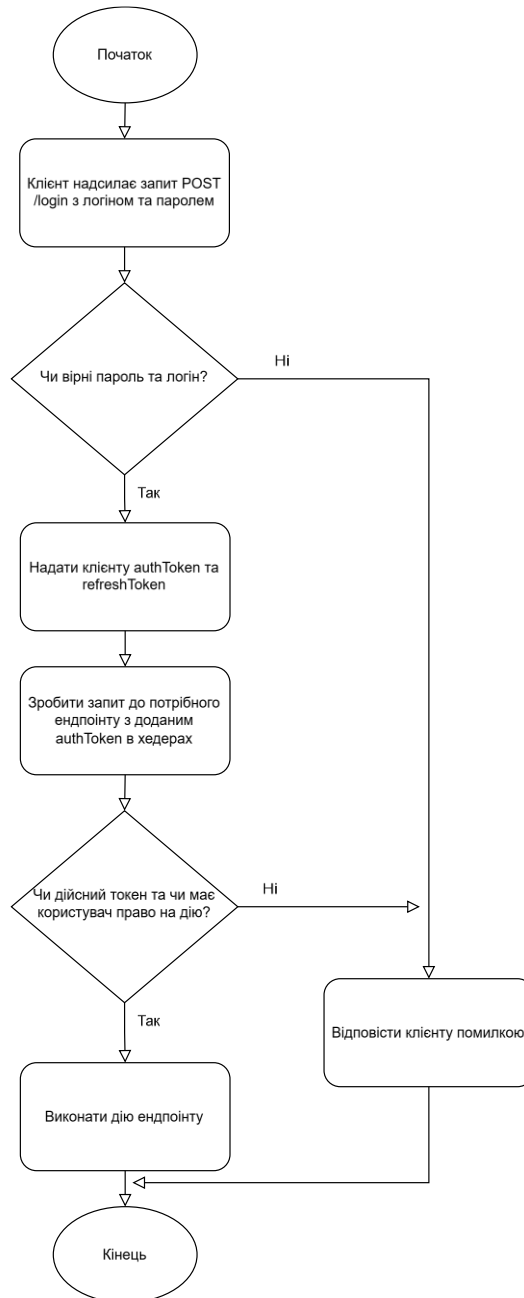 Початок
Клієнт надсилає запит POST
/login з логіном та паролем
Чи вірні пароль та логін?
Ні
Так
Надати клієнту authToken та
refreshToken
Зробити запит до потрібного
ендпоінту з доданим
authToken в хедерах
Чи дійсний токен та чи має
користувач право на дію?
Ні
Так
Відповісти клієнту помилкою
Виконати дію ендпоінту
Кінець